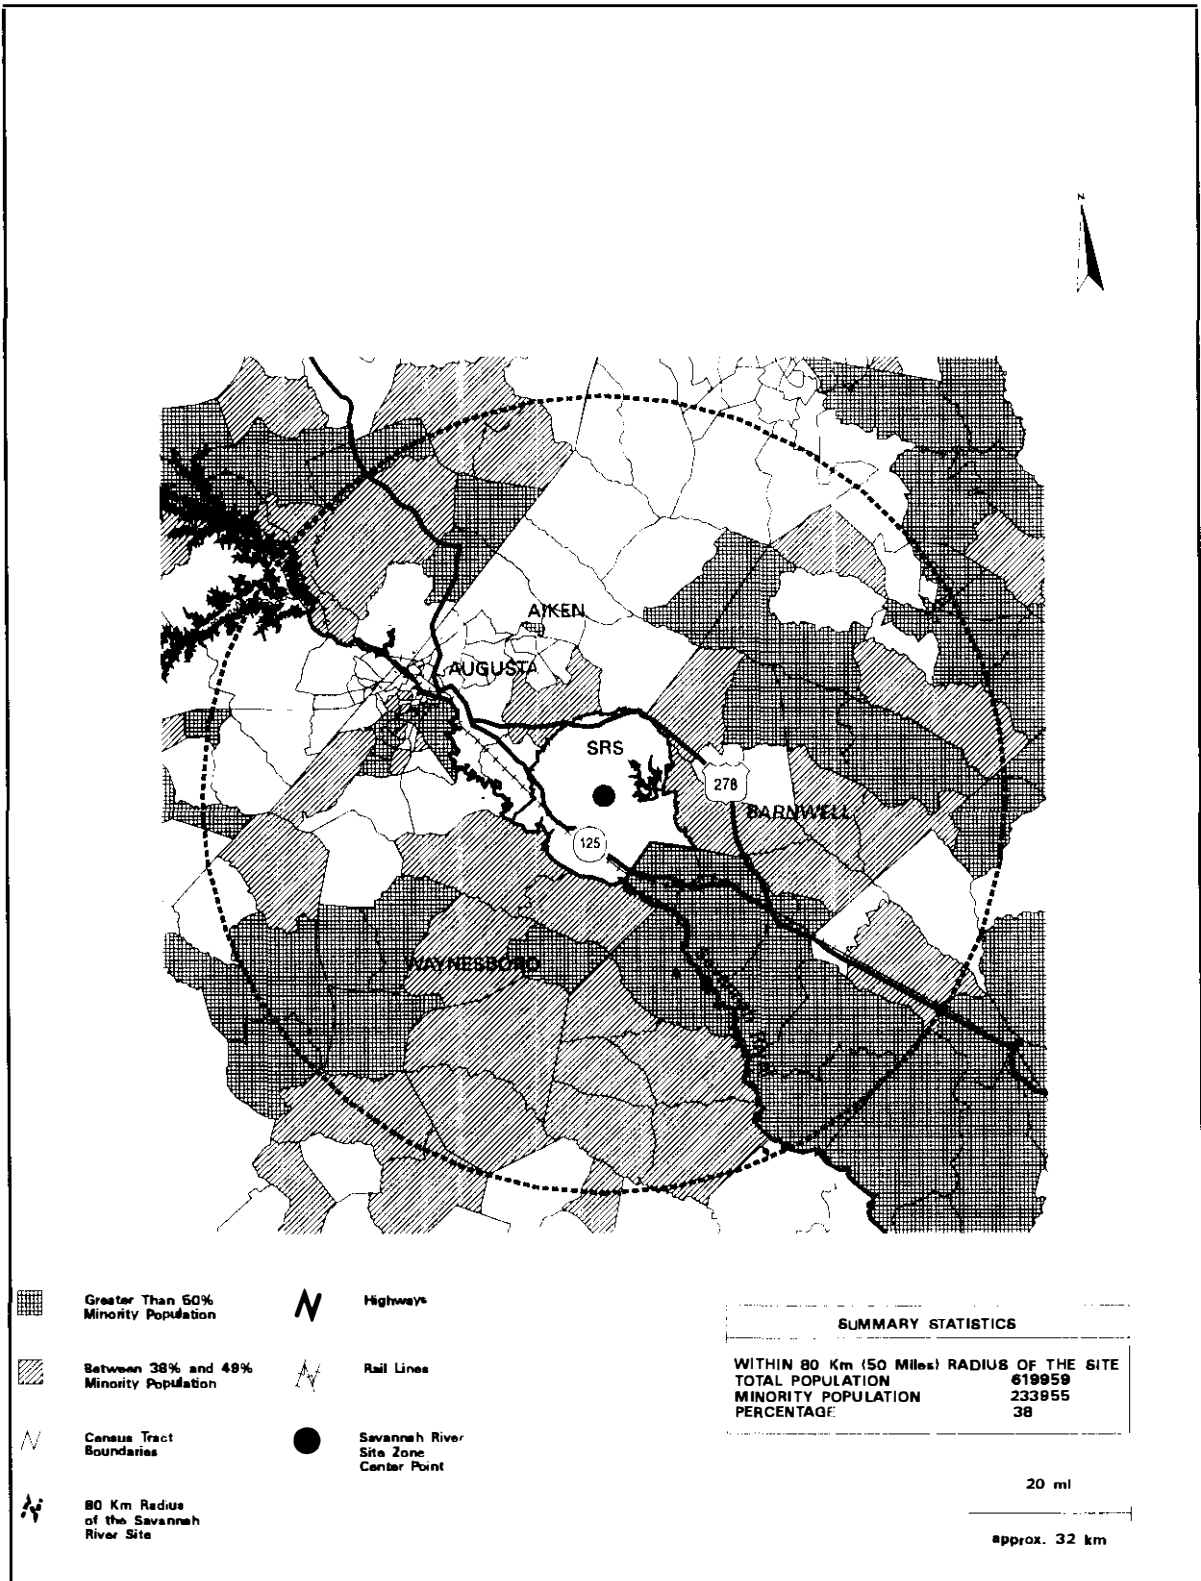 N
AIKEN
AUGUSTA
SRS
278
BARNWELL
125
WAYNESBORO
Greater Than 50%
Minority Population
Highways
Between 38% and 49%
Minority Population
Rail Lines
Census Tract
Boundaries
Savannah River
Site Zone
Center Point
80 Km Radius
of the Savannah
River Site
SUMMARY STATISTICS
WITHIN 80 Km (50 Miles) RADIUS OF THE SITE
TOTAL POPULATION 619959
MINORITY POPULATION 233955
PERCENTAGE 38
20 mi
approx. 32 km